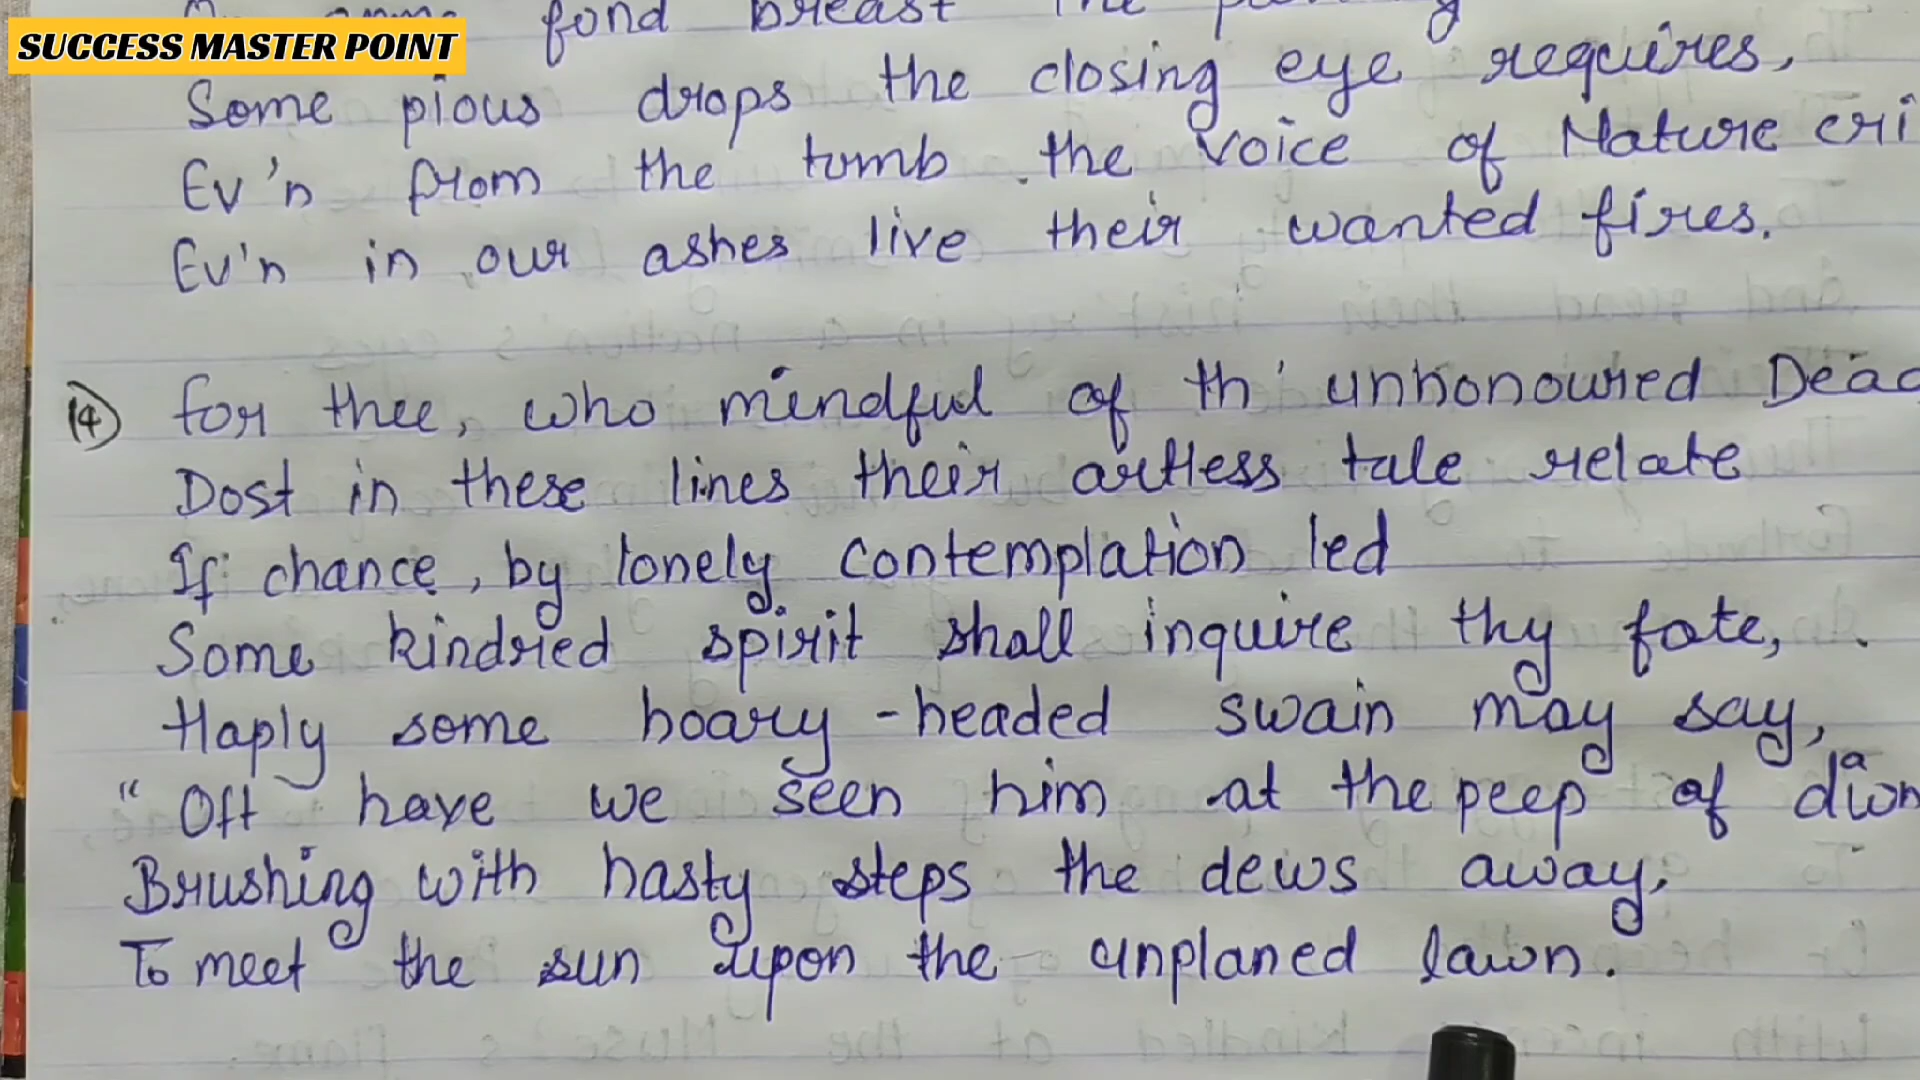 fond breast the
SUCCESS MASTER POINT
Some pious drops the closing eye requires,
Ev'n from the tomb the voice of Nature cri
Ev'n in our ashes live their wanted fires.
14 for thee, who mindful of th' unhonoured Dead
Dost in these lines their artless tale relate
If chance, by lonely contemplation led
Some kindried spirit shall inquire thy fate,
Haply some hoary-headed swain may say,
"Oft have we seen him at the peep of dawn
Brushing with hasty steps the dews away,
To meet the sun upon the unplaned lawn.